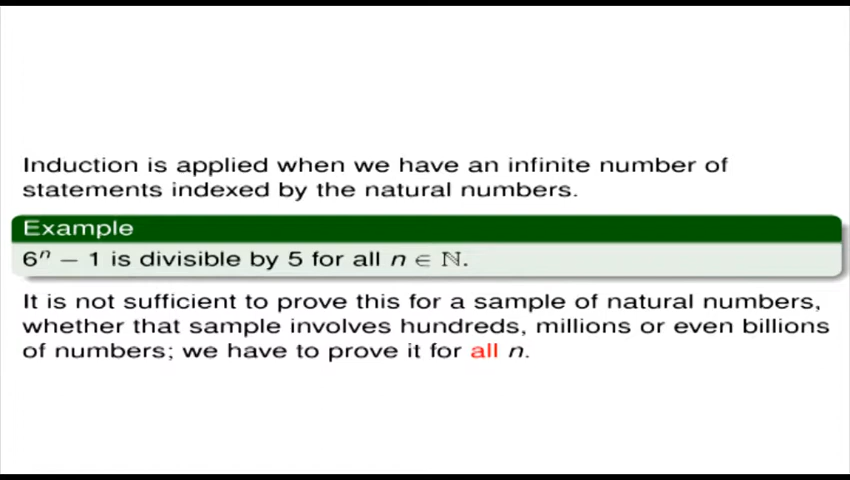 Induction is applied when we have an infinite number of
statements indexed by the natural numbers.
Example
6ⁿ − 1 is divisible by 5 for all n ∈ ℕ.
It is not sufficient to prove this for a sample of natural numbers,
whether that sample involves hundreds, millions or even billions
of numbers; we have to prove it for all n.